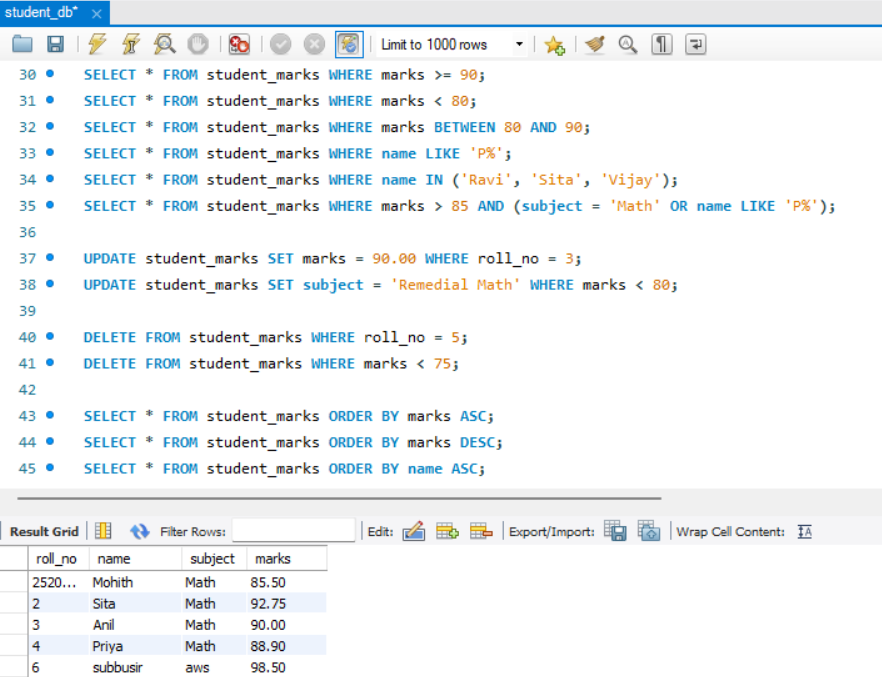 student_db*
Limit to 1000 rows
30 SELECT * FROM student_marks WHERE marks >= 90;
31 SELECT * FROM student_marks WHERE marks < 80;
32 SELECT * FROM student_marks WHERE marks BETWEEN 80 AND 90;
33 SELECT * FROM student_marks WHERE name LIKE 'P%';
34 SELECT * FROM student_marks WHERE name IN ('Ravi', 'Sita', 'Vijay');
35 SELECT * FROM student_marks WHERE marks > 85 AND (subject = 'Math' OR name LIKE 'P%');
36
37 UPDATE student_marks SET marks = 90.00 WHERE roll_no = 3;
38 UPDATE student_marks SET subject = 'Remedial Math' WHERE marks < 80;
39
40 DELETE FROM student_marks WHERE roll_no = 5;
41 DELETE FROM student_marks WHERE marks < 75;
42
43 SELECT * FROM student_marks ORDER BY marks ASC;
44 SELECT * FROM student_marks ORDER BY marks DESC;
45 SELECT * FROM student_marks ORDER BY name ASC;
Result Grid Filter Rows: Edit: Export/Import: Wrap Cell Content:
roll_no name subject marks
2520... Mohith Math 85.50
2 Sita Math 92.75
3 Anil Math 90.00
4 Priya Math 88.90
6 subbusir aws 98.50